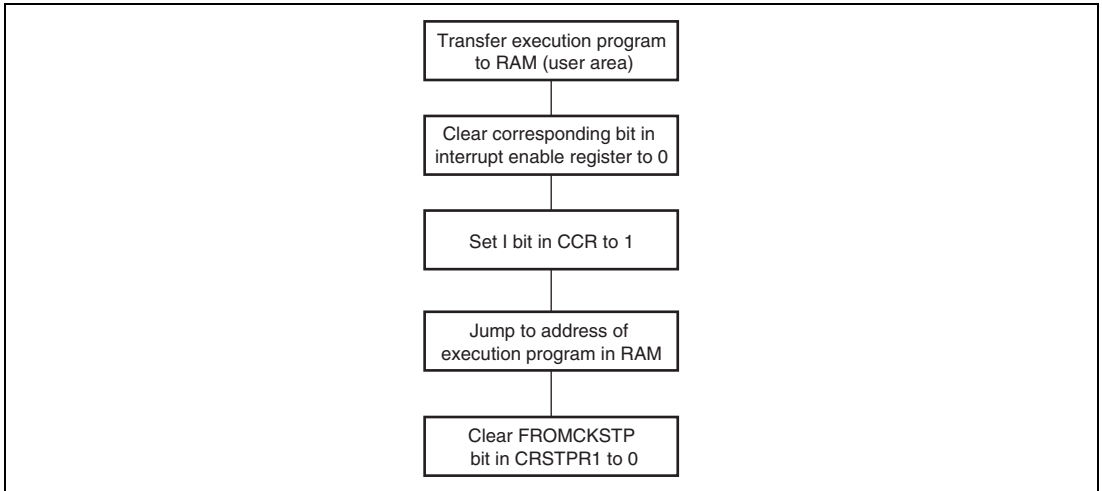 Transfer execution program
to RAM (user area)
Clear corresponding bit in
interrupt enable register to 0
Set I bit in CCR to 1
Jump to address of
execution program in RAM
Clear FROMCKSTP
bit in CRSTPR1 to 0